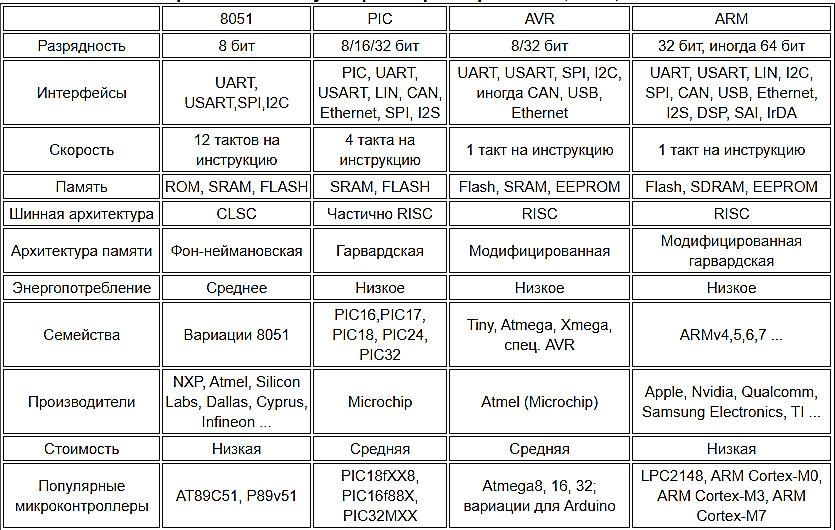 8051 PIC AVR ARM
Разрядность 8 бит 8/16/32 бит 8/32 бит 32 бит, иногда 64 бит
Интерфейсы
UART,
USART,SPI,I2C
PIC, UART,
USART, LIN, CAN,
Ethernet, SPI, I2S
UART, USART, SPI, I2C,
иногда CAN, USB,
Ethernet
UART, USART, LIN, I2C,
SPI, CAN, USB, Ethernet,
I2S, DSP, SAI, IrDA
Скорость
12 тактов на
инструкцию
4 такта на
инструкцию
1 такт на инструкцию
1 такт на инструкцию
Память ROM, SRAM, FLASH SRAM, FLASH Flash, SRAM, EEPROM Flash, SDRAM, EEPROM
Шинная архитектура CLSC Частично RISC RISC RISC
Архитектура памяти Фон-неймановская Гарвардская Модифицированная
Модифицированная
гарвардская
Энергопотребление Среднее Низкое Низкое Низкое
Семейства
Вариации 8051
PIC16,PIC17,
PIC18, PIC24,
PIC32
Tiny, Atmega, Xmega,
спец. AVR
ARMv4,5,6,7 ...
Производители
NXP, Atmel, Silicon
Labs, Dallas, Cyprus,
Infineon ...
Microchip
Atmel (Microchip)
Apple, Nvidia, Qualcomm,
Samsung Electronics, TI ...
Стоимость Низкая Средняя Средняя Низкая
Популярные
микроконтроллеры
AT89C51, P89v51
PIC18fXX8,
PIC16f88X,
PIC32MXX
Atmega8, 16, 32;
вариации для Arduino
LPC2148, ARM Cortex-M0,
ARM Cortex-M3, ARM
Cortex-M7